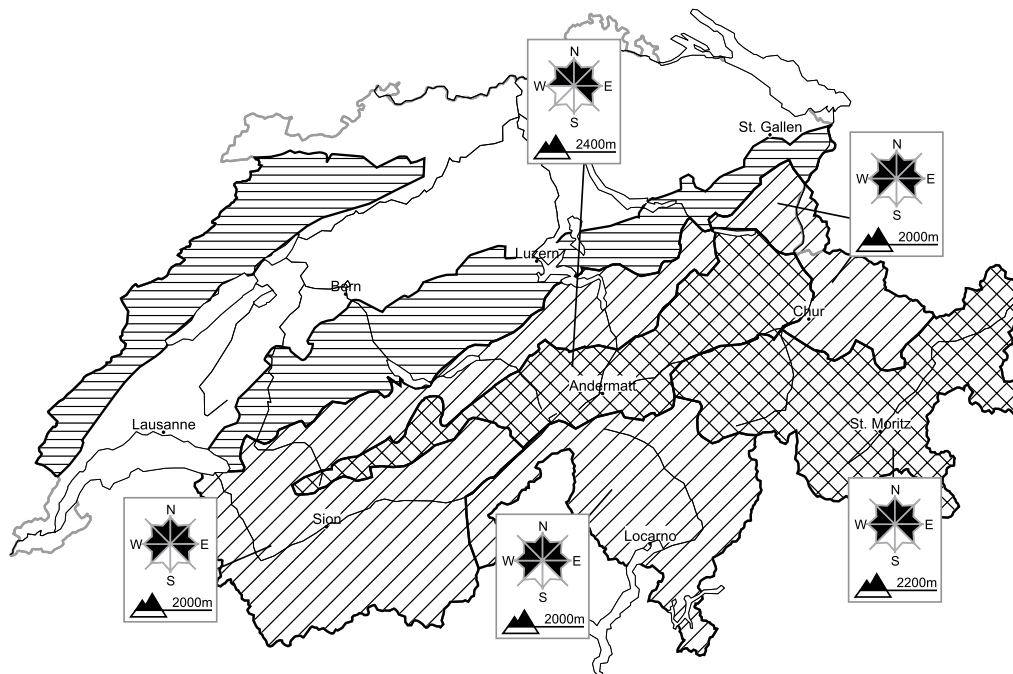 N
W E
S
2400m
St. Gallen
N
W E
S
2000m
Luzern
Bern
Chur
Andermatt
Lausanne
St. Moritz
N
W E
S
2000m
Sion
N
W E
S
2000m
Locarno
N
W E
S
2200m